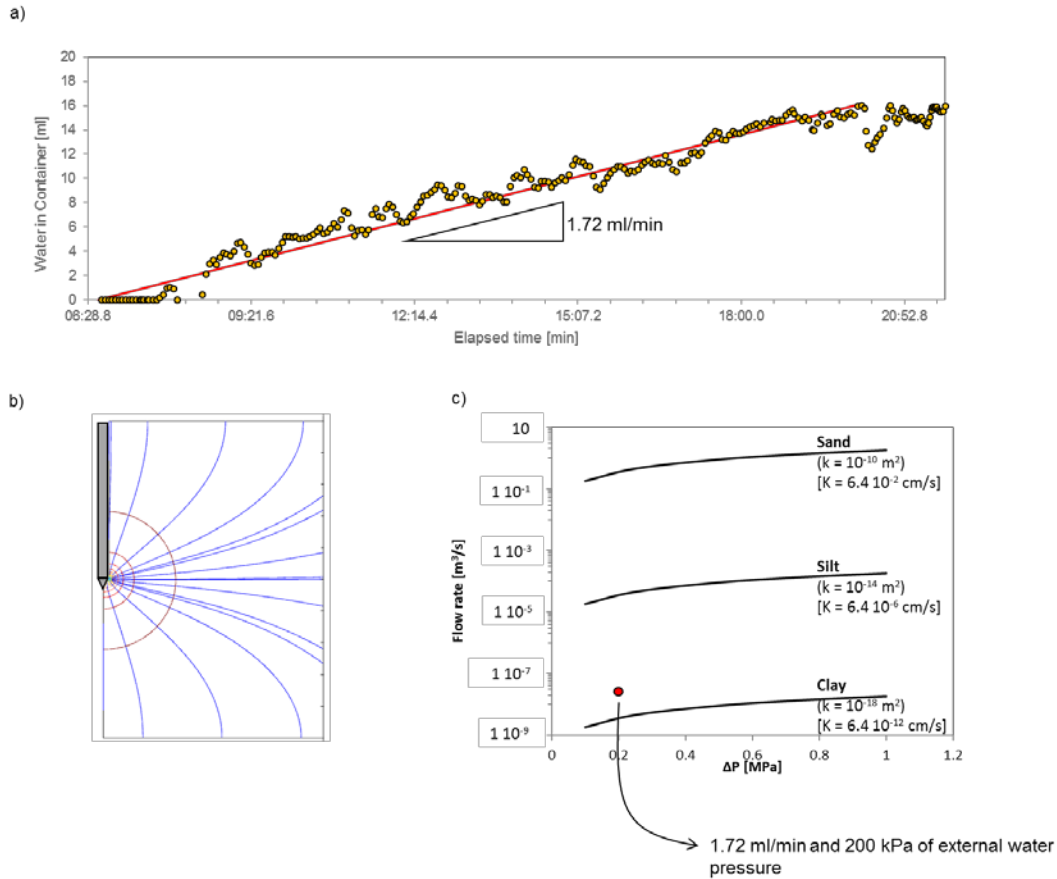 a)
20
18
16
14
12
10
8
6
4
2
0
Water in Container [ml]
1.72 ml/min
08:28.8 09:21.6 12:14.4 15:07.2 18:00.0 20:52.8
Elapsed time [min]
b)
c)
10
1 10-1
1 10-3
1 10-5
1 10-7
1 10-9
Flow rate [m³/s]
Sand
(k = 10-10 m²)
[K = 6.4 10-2 cm/s]
Silt
(k = 10-14 m²)
[K = 6.4 10-6 cm/s]
Clay
(k = 10-18 m²)
[K = 6.4 10-12 cm/s]
0 0.2 0.4 0.6 0.8 1 1.2
ΔP [MPa]
1.72 ml/min and 200 kPa of external water
pressure